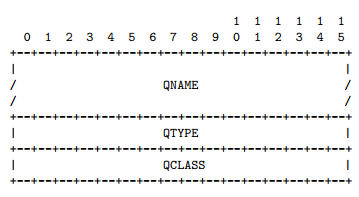 1  1  1  1  1  1
  0  1  2  3  4  5  6  7  8  9  0  1  2  3  4  5
+--+--+--+--+--+--+--+--+--+--+--+--+--+--+--+--+
|                                               |
/                     QNAME                     /
/                                               /
+--+--+--+--+--+--+--+--+--+--+--+--+--+--+--+--+
|                     QTYPE                     |
+--+--+--+--+--+--+--+--+--+--+--+--+--+--+--+--+
|                     QCLASS                    |
+--+--+--+--+--+--+--+--+--+--+--+--+--+--+--+--+